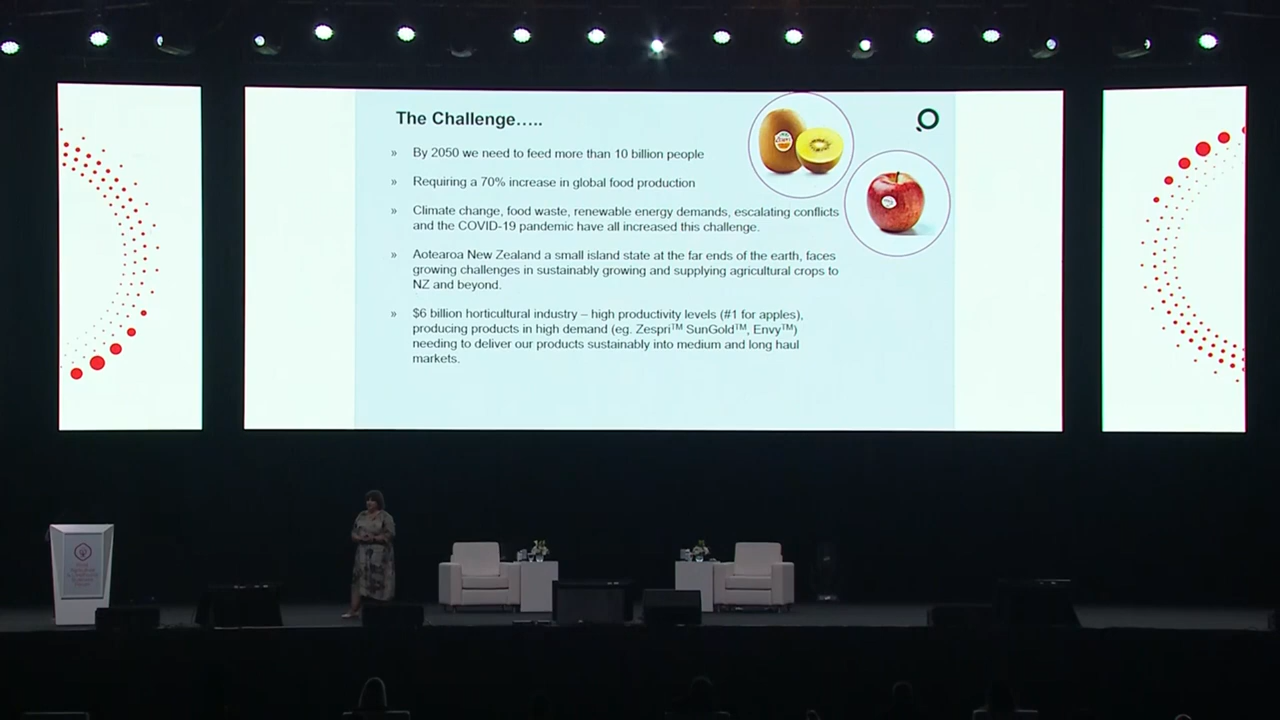 The Challenge.....
» By 2050 we need to feed more than 10 billion people
» Requiring a 70% increase in global food production
» Climate change, food waste, renewable energy demands, escalating conflicts
and the COVID-19 pandemic have all increased this challenge.
» Aotearoa New Zealand a small island state at the far ends of the earth, faces
growing challenges in sustainably growing and supplying agricultural crops to
NZ and beyond.
» $6 billion horticultural industry – high productivity levels (#1 for apples),
producing products in high demand (eg. Zespri™ SunGold™, Envy™)
needing to deliver our products sustainably into medium and long haul
markets.